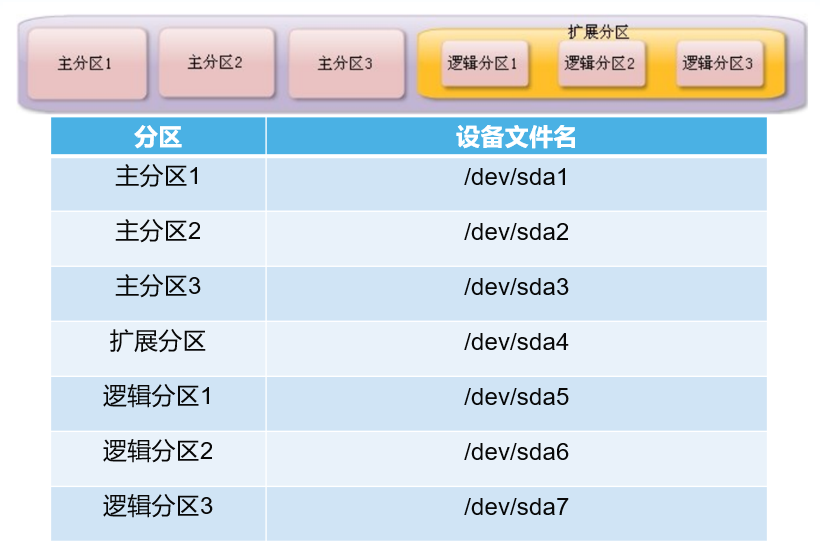 扩展分区
主分区1 主分区2 主分区3 逻辑分区1 逻辑分区2 逻辑分区3
分区 设备文件名
主分区1 /dev/sda1
主分区2 /dev/sda2
主分区3 /dev/sda3
扩展分区 /dev/sda4
逻辑分区1 /dev/sda5
逻辑分区2 /dev/sda6
逻辑分区3 /dev/sda7